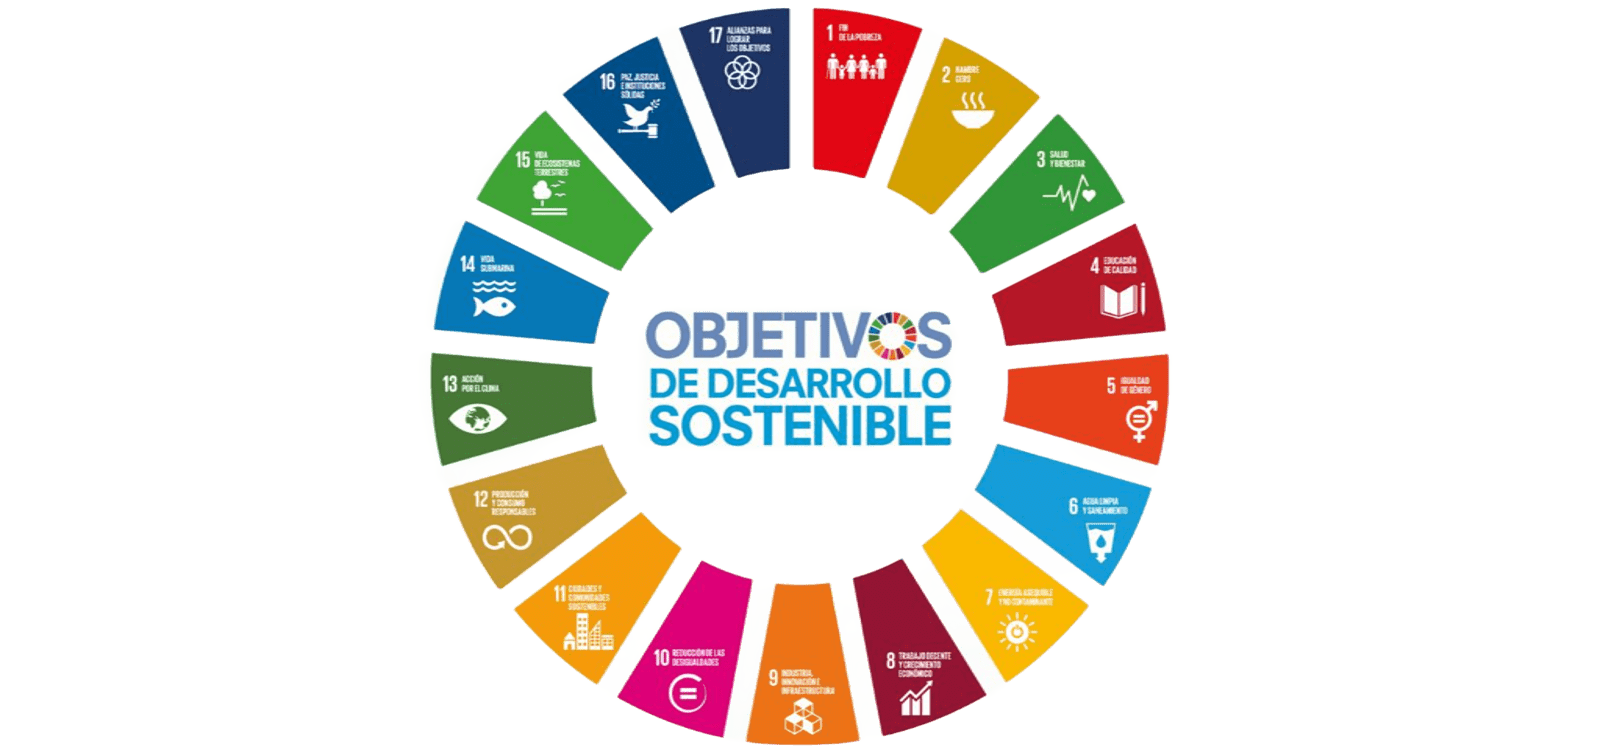 OBJETIVOS
DE DESARROLLO
SOSTENIBLE
1 FIN
DE LA POBREZA
2 HAMBRE
CERO
3 SALUD
Y BIENESTAR
4 EDUCACIÓN
DE CALIDAD
5 IGUALDAD
DE GÉNERO
6 AGUA LIMPIA
Y SANEAMIENTO
7 ENERGÍA ASEQUIBLE
Y NO CONTAMINANTE
8 TRABAJO DECENTE
Y CRECIMIENTO
ECONÓMICO
9 INDUSTRIA,
INNOVACIÓN E
INFRAESTRUCTURA
10 REDUCCIÓN DE LAS
DESIGUALDADES
11 CIUDADES Y
COMUNIDADES
SOSTENIBLES
12 PRODUCCIÓN
Y CONSUMO
RESPONSABLES
13 ACCIÓN
POR EL CLIMA
14 VIDA
SUBMARINA
15 VIDA
DE ECOSISTEMAS
TERRESTRES
16 PAZ, JUSTICIA
E INSTITUCIONES
SÓLIDAS
17 ALIANZAS PARA
LOGRAR
LOS OBJETIVOS